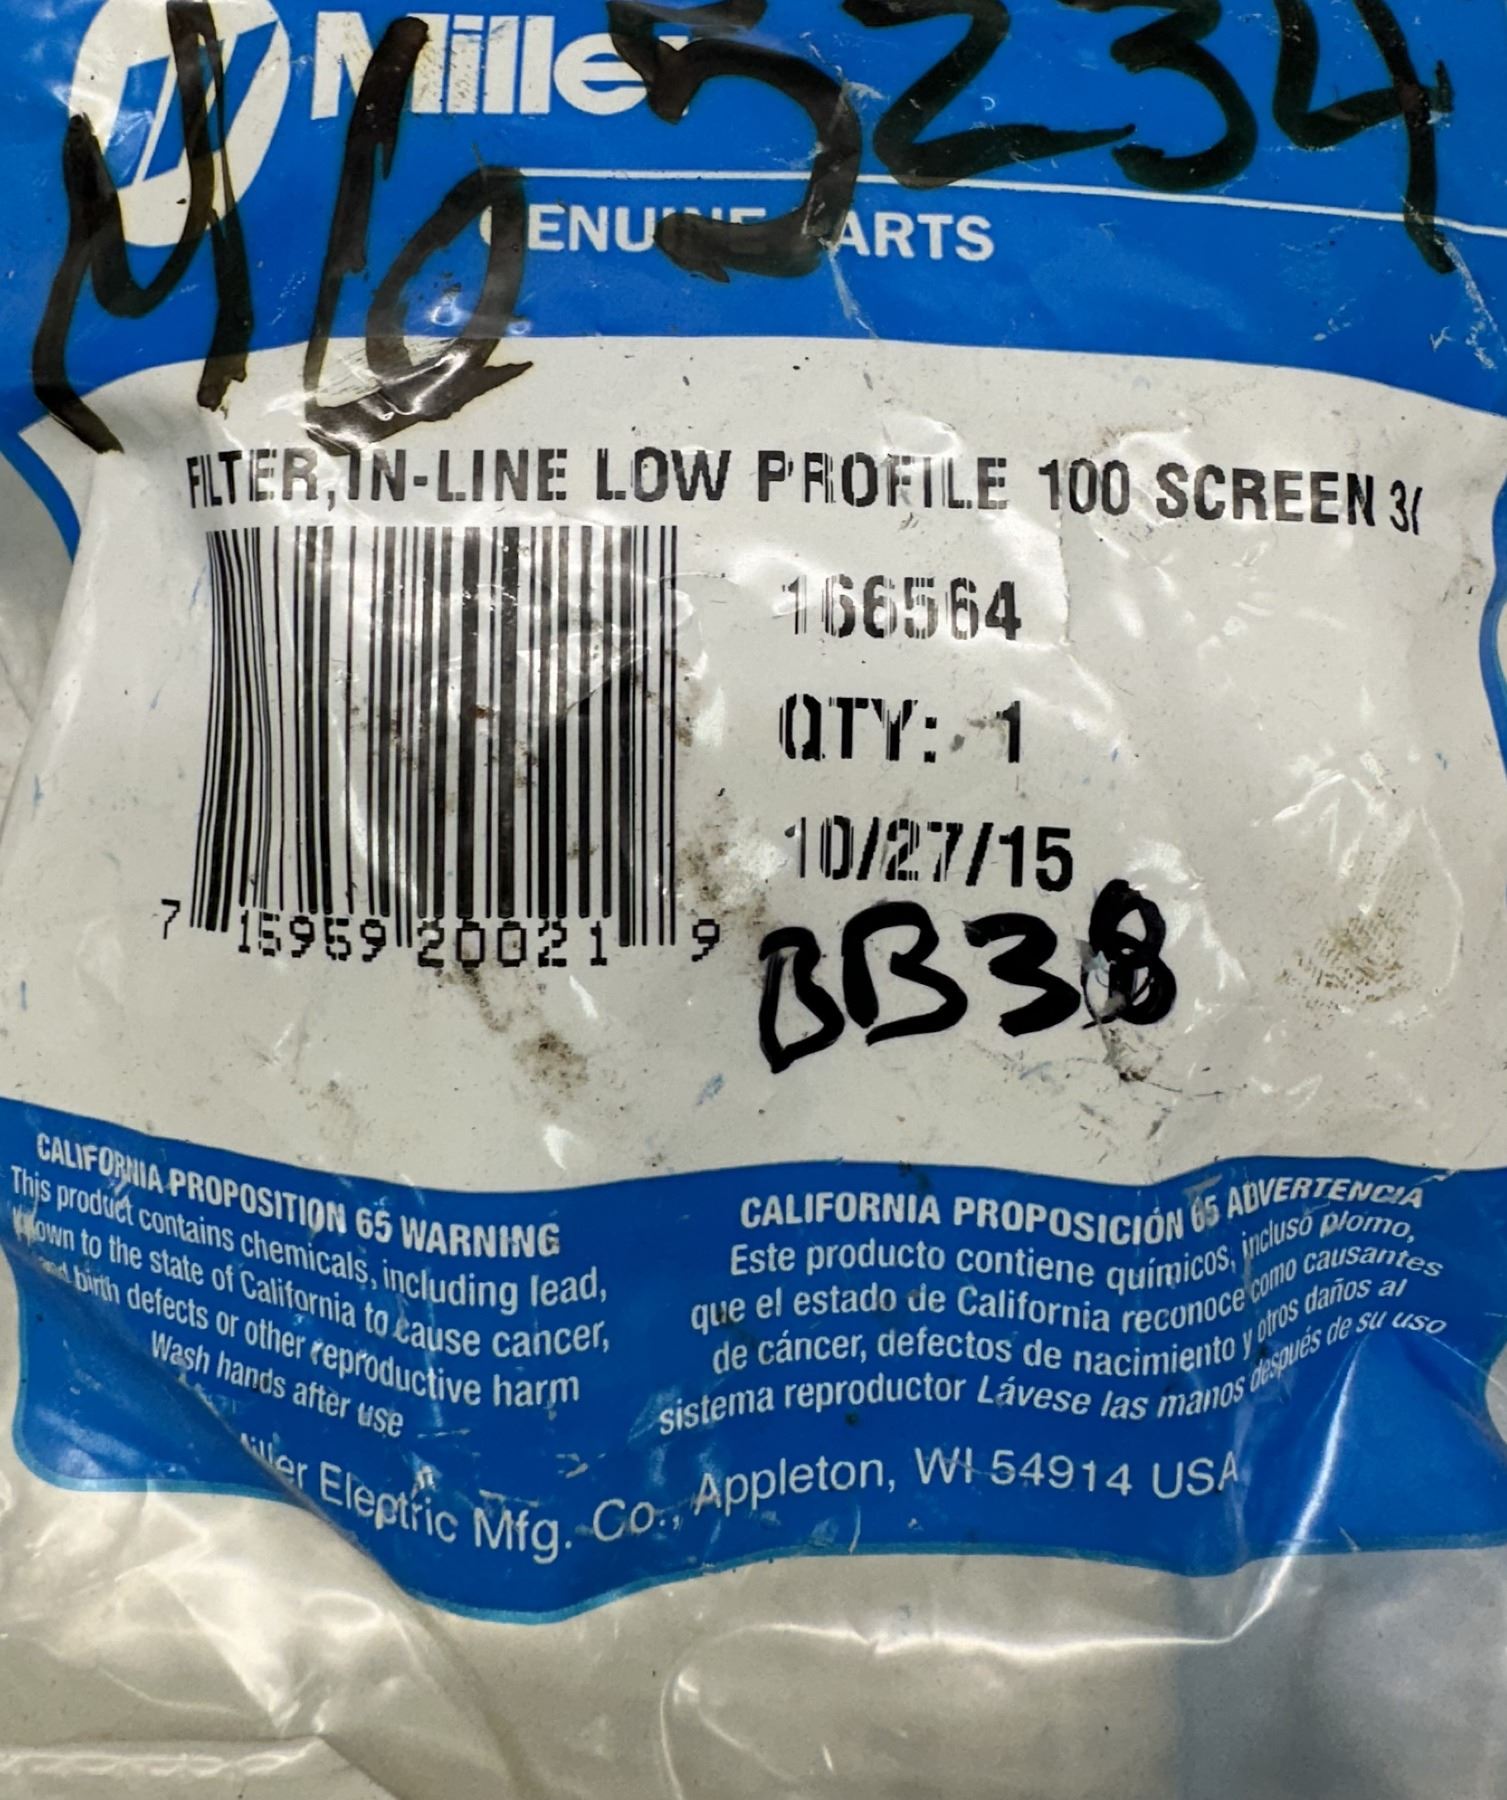 Miller
M65234
GENUINE PARTS
FILTER, IN-LINE LOW PROFILE 100 SCREEN 3/
166564
QTY: 1
10/27/15
7 15959 20021 9
BB38
CALIFORNIA PROPOSITION 65 WARNING
This product contains chemicals, including lead,
known to the state of California to cause cancer,
and birth defects or other reproductive harm
Wash hands after use
CALIFORNIA PROPOSICIÓN 65 ADVERTENCIA
Este producto contiene químicos, incluso plomo,
que el estado de California reconoce como causantes
de cáncer, defectos de nacimiento y otros daños al
sistema reproductor Lávese las manos después de su uso
Miller Electric Mfg. Co., Appleton, WI 54914 USA